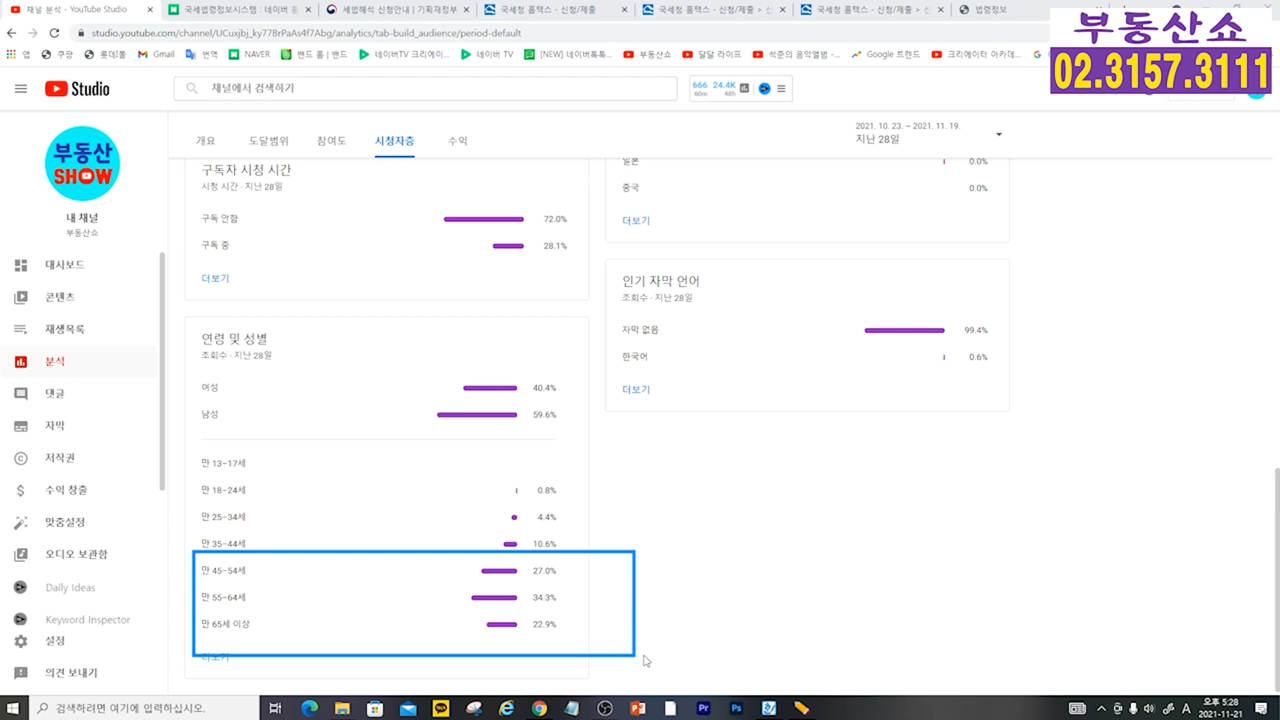 채널 분석 - YouTube Studio
국세법령정보시스템 : 네이버 통
세법해석 신청안내 | 기획재정부
국세청 홈택스 - 신청/제출
국세청 홈택스 - 신청/제출 > 신
국세청 홈택스 - 신청/제출 > 신
법령정보
부동산쇼
02.3157.3111
앱
쿠팡
롯데몰
Gmail
번역
NAVER
밴드 홈 | 밴드
네이버 TV 크리에...
네이버 TV
[NEW] 네이버톡톡...
부동산쇼
달달 라이프
석준의 음악앨범 -...
Google 트렌드
크리에이터 아카데...
Studio
채널에서 검색하기
666
60m
24.4K
48h
개요
도달범위
참여도
시청자층
수익
2021. 10. 23. ~ 2021. 11. 19.
지난 28일
부동산
SHOW
내 채널
부동산쇼
대시보드
콘텐츠
재생목록
분석
댓글
자막
저작권
수익 창출
맞춤설정
오디오 보관함
Daily Ideas
Keyword Inspector
설정
의견 보내기
구독자 시청 시간
시청 시간 · 지난 28일
구독 안함 72.0%
구독 중 28.1%
더보기
연령 및 성별
조회수 · 지난 28일
여성 40.4%
남성 59.6%
만 13–17세
만 18–24세 0.8%
만 25–34세 4.4%
만 35–44세 10.6%
만 45–54세 27.0%
만 55–64세 34.3%
만 65세 이상 22.9%
더보기
일본 0.0%
중국 0.0%
더보기
인기 자막 언어
조회수 · 지난 28일
자막 없음 99.4%
한국어 0.6%
더보기
검색하려면 여기에 입력하십시오.
A
오후 5:28
2021-11-21